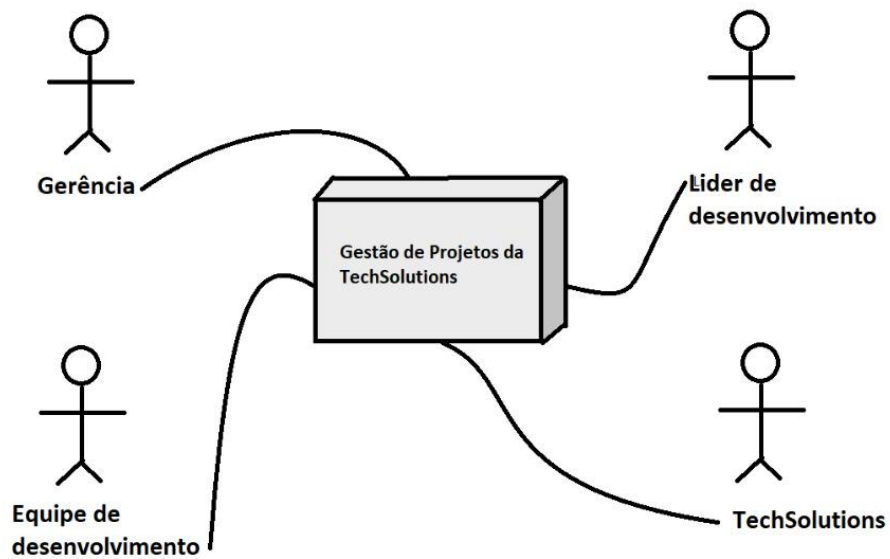 Gerência
Lider de
desenvolvimento
Gestão de Projetos da
TechSolutions
Equipe de
desenvolvimento
TechSolutions